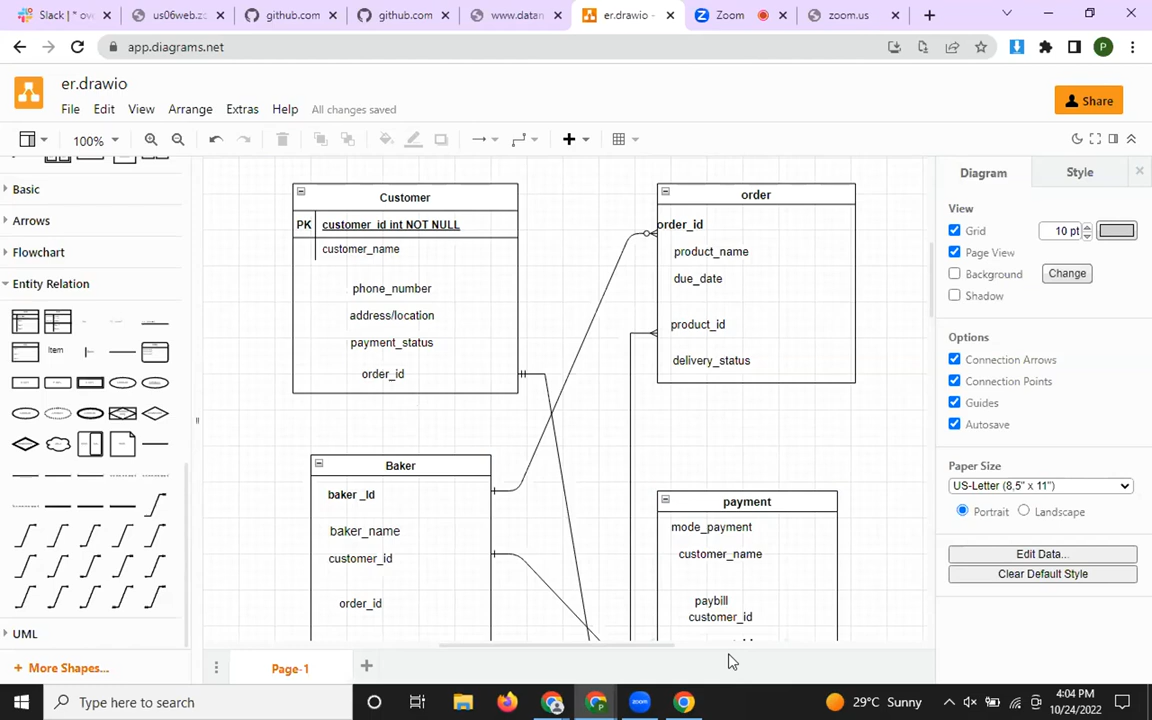 Slack | * ov
us06web.zo
github.com
github.com
www.datan
er.drawio -
Zoom
zoom.us
app.diagrams.net
P
er.drawio
File Edit View Arrange Extras Help All changes saved
Share
100%
Basic
Arrows
Flowchart
Entity Relation
Item
UML
+ More Shapes...
Customer
PK customer_id int NOT NULL
customer_name
phone_number
address/location
payment_status
order_id
order
order_id
product_name
due_date
product_id
delivery_status
Baker
baker _Id
baker_name
customer_id
order_id
payment
mode_payment
customer_name
paybill
customer_id
Diagram Style
View
Grid 10 pt
Page View
Background Change
Shadow
Options
Connection Arrows
Connection Points
Guides
Autosave
Paper Size
US-Letter (8,5" x 11")
Portrait Landscape
Edit Data...
Clear Default Style
Page-1
Type here to search
29°C Sunny
4:04 PM
10/24/2022